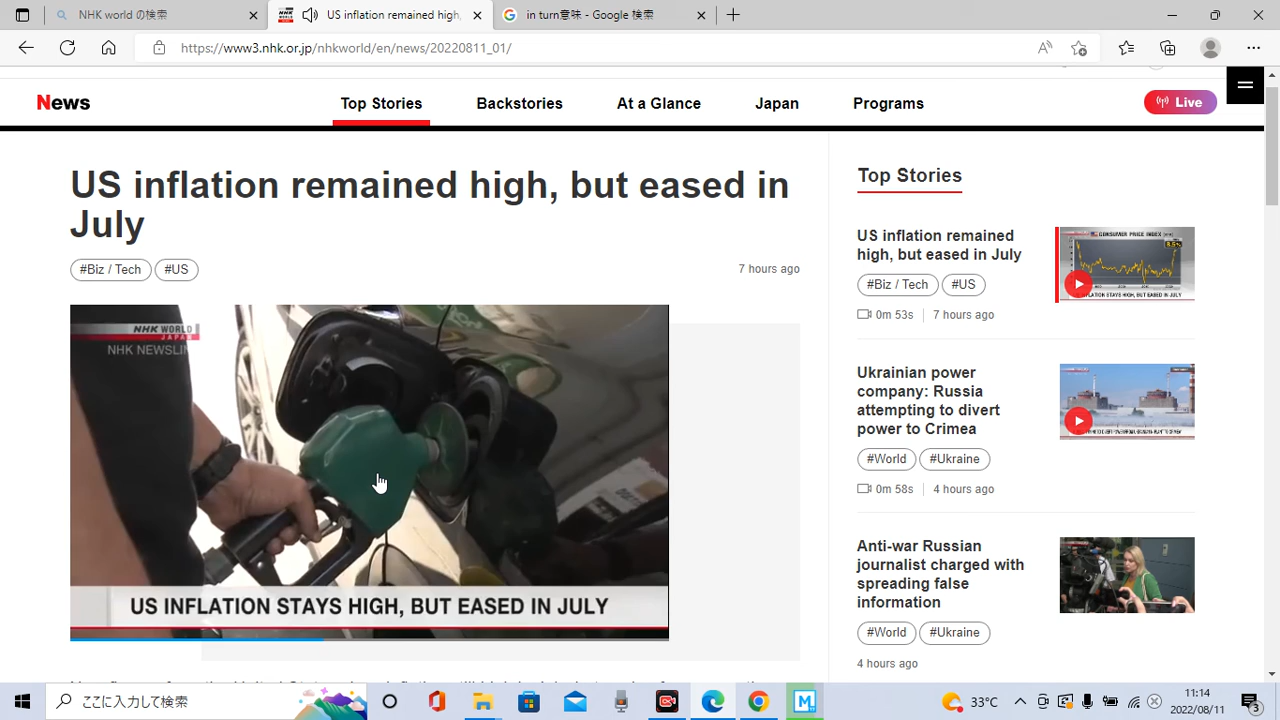 NK world の検索
US inflation remained high,
in turn意味 - Google 検索
https://www3.nhk.or.jp/nhkworld/en/news/20220811_01/
News
Top Stories
Backstories
At a Glance
Japan
Programs
Live
US inflation remained high, but eased in
July
#Biz / Tech
#US
7 hours ago
NHK WORLD
JAPAN
NHK NEWSLIN
US INFLATION STAYS HIGH, BUT EASED IN JULY
Top Stories
US inflation remained
high, but eased in July
#Biz / Tech
#US
0m 53s
7 hours ago
CONSUMER PRICE INDEX
8.5%
INFLATION STAYS HIGH, BUT EASED IN JULY
Ukrainian power
company: Russia
attempting to divert
power to Crimea
#World
#Ukraine
0m 58s
4 hours ago
Anti-war Russian
journalist charged with
spreading false
information
#World
#Ukraine
4 hours ago
ここに入力して検索
33°C
11:14
2022/08/11
3